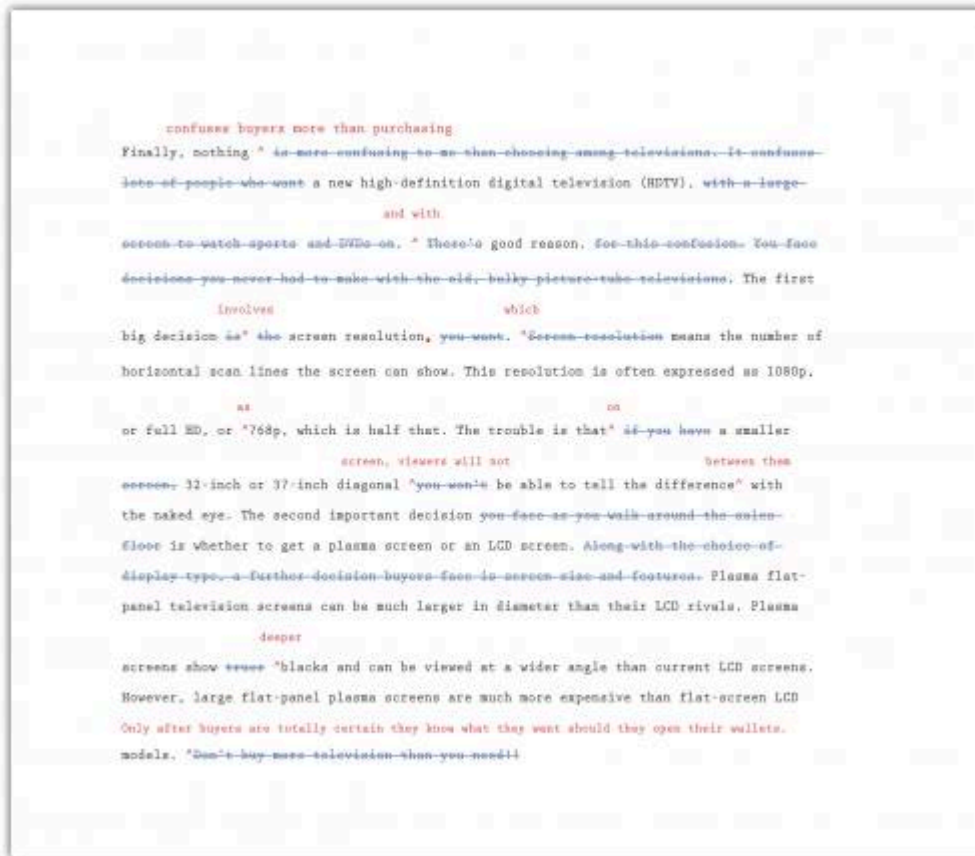 confuses buyers more than purchasing
Finally, nothing ^ is more confusing to me than choosing among televisions. It confuses
lots of people who want a new high-definition digital television (HDTV), with a large
and with
screen to watch sports and DVDs on. ^ There's good reason, for this confusion. You face
decisions you never had to make with the old, bulky picture-tube televisions. The first
involves which
big decision is^ the screen resolution, you want. ^Screen resolution means the number of
horizontal scan lines the screen can show. This resolution is often expressed as 1080p,
as on
or full HD, or ^768p, which is half that. The trouble is that^ if you have a smaller
screen, viewers will not between them
screen, 32-inch or 37-inch diagonal ^you won't be able to tell the difference^ with
the naked eye. The second important decision you face as you walk around the sales
floor is whether to get a plasma screen or an LCD screen. Along with the choice of
display type, a further decision buyers face is screen size and features. Plasma flat-
panel television screens can be much larger in diameter than their LCD rivals. Plasma
deeper
screens show truer ^blacks and can be viewed at a wider angle than current LCD screens.
However, large flat-panel plasma screens are much more expensive than flat-screen LCD
Only after buyers are totally certain they know what they want should they open their wallets.
models. ^Don't buy more television than you need!!